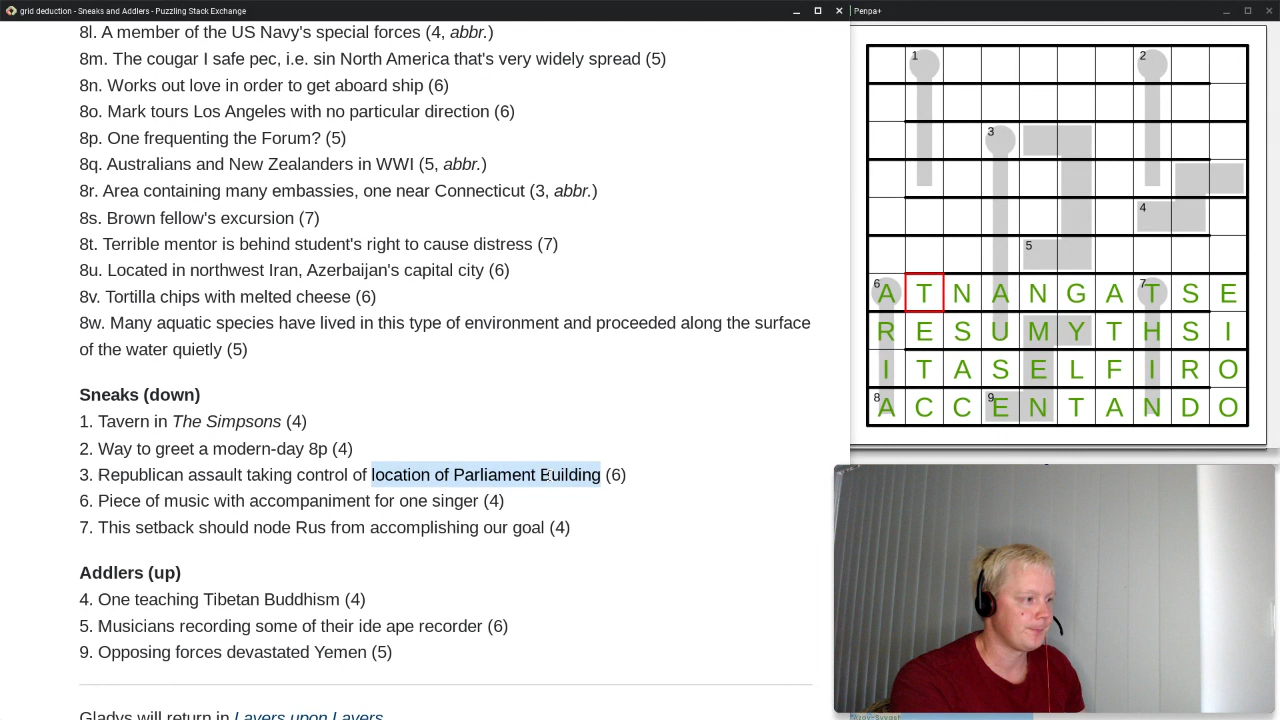 grid deduction - Sneaks and Addlers - Puzzling Stack Exchange
Penpa+
8l. A member of the US Navy's special forces (4, abbr.)
8m. The cougar I safe pec, i.e. sin North America that's very widely spread (5)
8n. Works out love in order to get aboard ship (6)
8o. Mark tours Los Angeles with no particular direction (6)
8p. One frequenting the Forum? (5)
8q. Australians and New Zealanders in WWI (5, abbr.)
8r. Area containing many embassies, one near Connecticut (3, abbr.)
8s. Brown fellow's excursion (7)
8t. Terrible mentor is behind student's right to cause distress (7)
8u. Located in northwest Iran, Azerbaijan's capital city (6)
8v. Tortilla chips with melted cheese (6)
8w. Many aquatic species have lived in this type of environment and proceeded along the surface
of the water quietly (5)
Sneaks (down)
1. Tavern in The Simpsons (4)
2. Way to greet a modern-day 8p (4)
3. Republican assault taking control of location of Parliament Building (6)
6. Piece of music with accompaniment for one singer (4)
7. This setback should node Rus from accomplishing our goal (4)
Addlers (up)
4. One teaching Tibetan Buddhism (4)
5. Musicians recording some of their ide ape recorder (6)
9. Opposing forces devastated Yemen (5)
Gladys will return in Layers upon Layers
1 2
3
4
5
6 A T N A N G A 7 T S E
R E S U M Y T H S I
I T A S E L F I R O
8 A C C 9 E N T A N D O